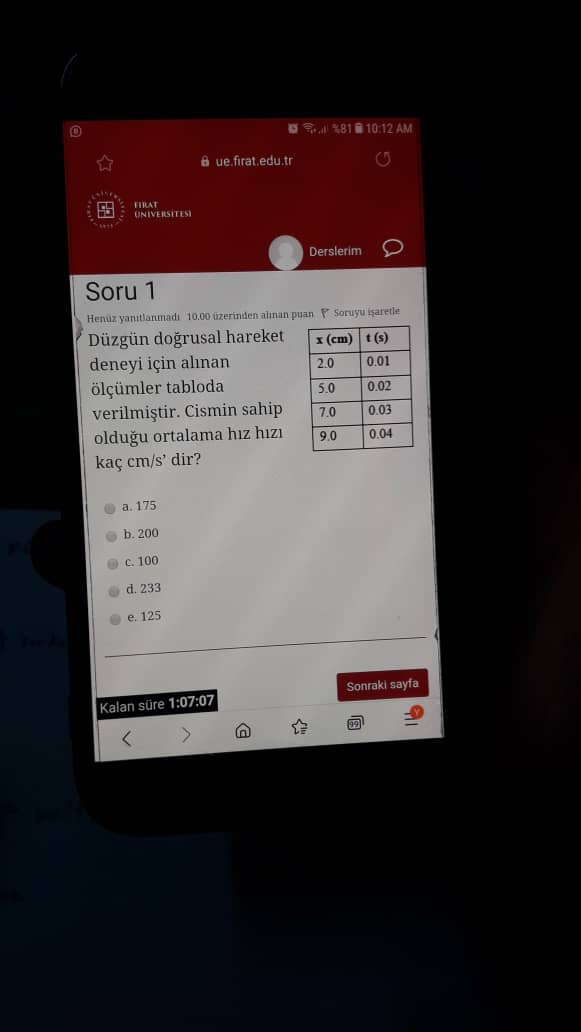 %81 10:12 AM
ue.firat.edu.tr
FIRAT
ÜNİVERSİTESİ
Derslerim
Soru 1
Henüz yanıtlanmadı 10.00 üzerinden alınan puan Soruyu işaretle
Düzgün doğrusal hareket
deneyi için alınan
ölçümler tabloda
verilmiştir. Cismin sahip
olduğu ortalama hız hızı
kaç cm/s' dir?
x (cm) t (s)
2.0 0.01
5.0 0.02
7.0 0.03
9.0 0.04
a. 175
b. 200
c. 100
d. 233
e. 125
Sonraki sayfa
Kalan süre 1:07:07
99
Y